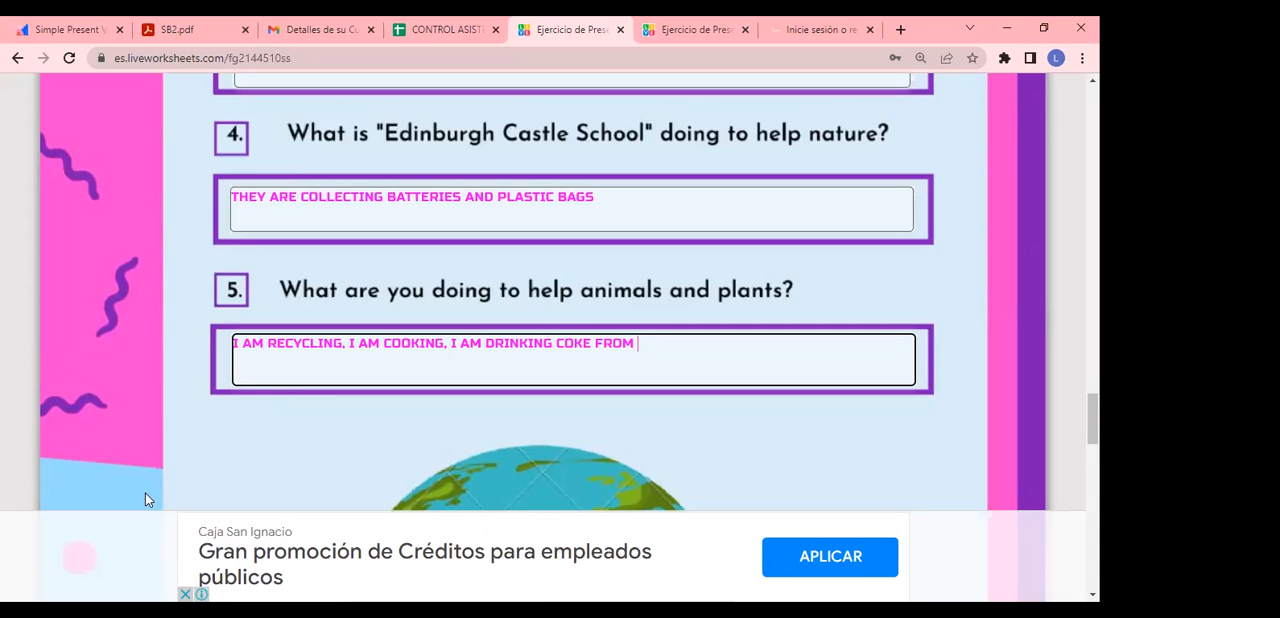 Simple Present V
SB2.pdf
Detalles de su Cu
CONTROL ASISTI
Ejercicio de Prese
Ejercicio de Prese
Inicie sesión o re
es.liveworksheets.com/fg2144510ss
L
4. What is "Edinburgh Castle School" doing to help nature?
THEY ARE COLLECTING BATTERIES AND PLASTIC BAGS
5. What are you doing to help animals and plants?
I AM RECYCLING, I AM COOKING, I AM DRINKING COKE FROM
Caja San Ignacio
Gran promoción de Créditos para empleados
públicos
APLICAR